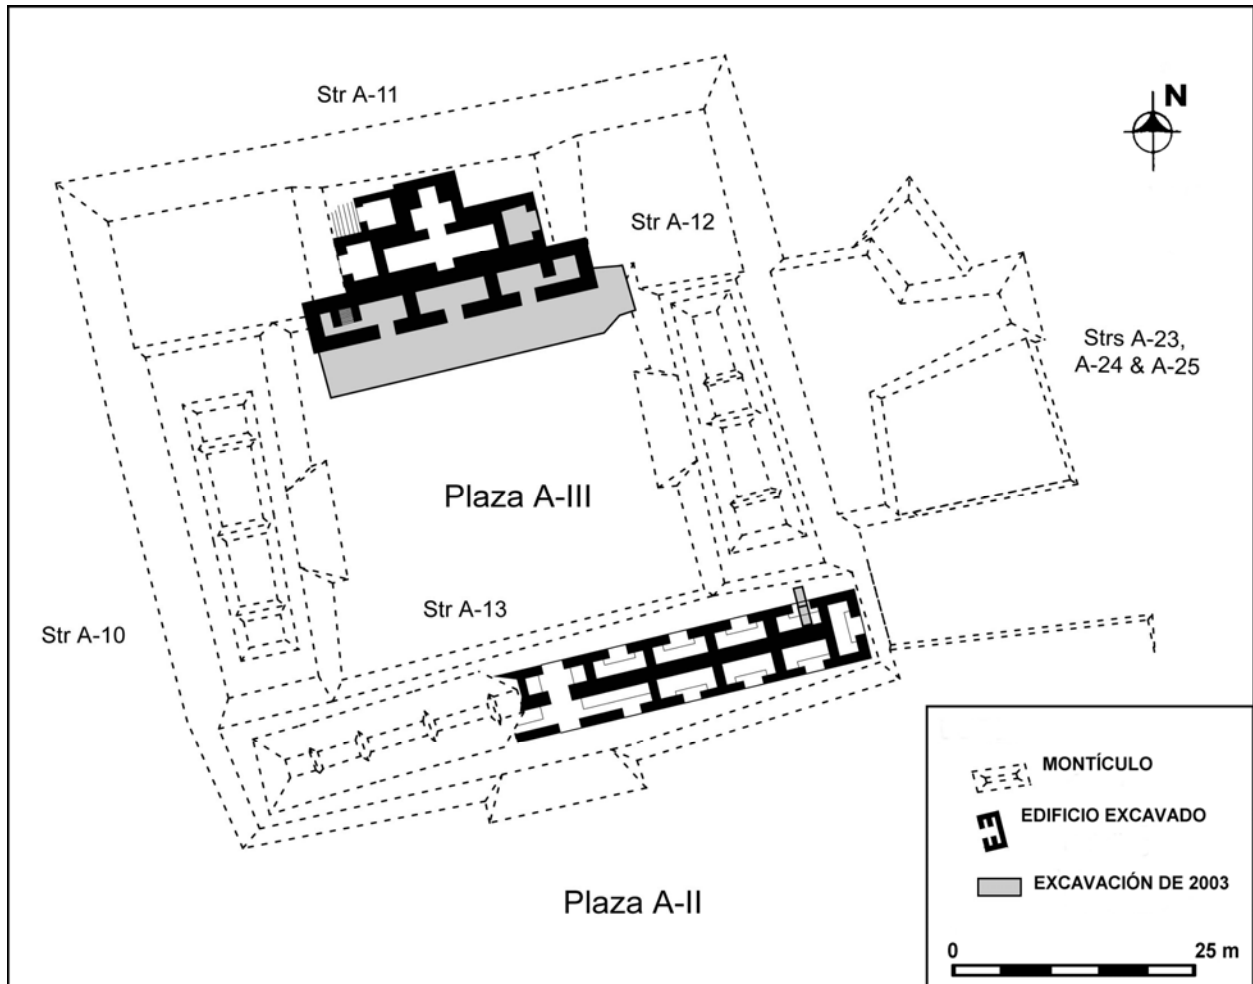 N
Str A-11
Str A-12
Strs A-23,
A-24 & A-25
Plaza A-III
Str A-13
Str A-10
Plaza A-II
MONTÍCULO
EDIFICIO EXCAVADO
EXCAVACIÓN DE 2003
0 25 m